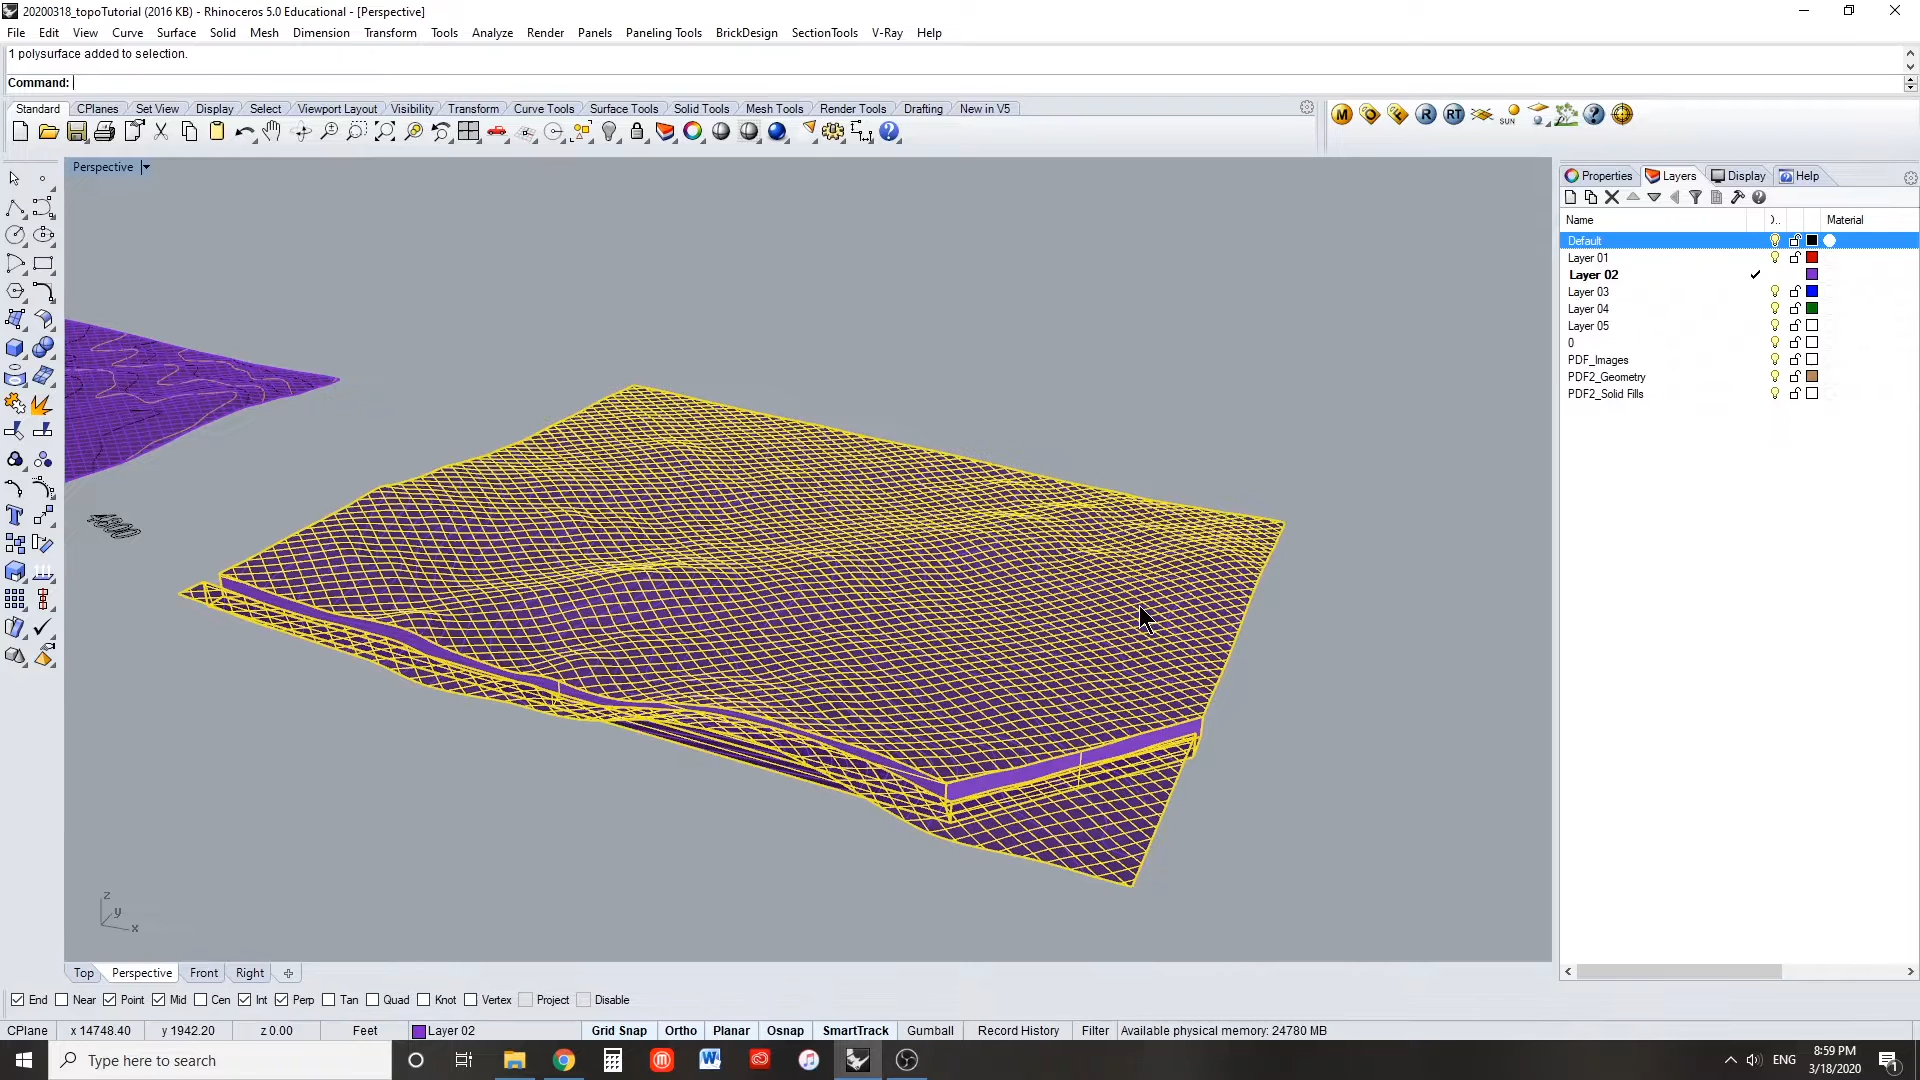 20200318_topoTutorial (2016 KB) - Rhinoceros 5.0 Educational - [Perspective]
File Edit View Curve Surface Solid Mesh Dimension Transform Tools Analyze Render Panels Paneling Tools BrickDesign SectionTools V-Ray Help
1 polysurface added to selection.
Command:
Standard CPlanes Set View Display Select Viewport Layout Visibility Transform Curve Tools Surface Tools Solid Tools Mesh Tools Render Tools Drafting New in V5
M R RT SUN
Perspective
Properties Layers Display Help
Name Material
Default
Layer 01
Layer 02
Layer 03
Layer 04
Layer 05
0
PDF_Images
PDF2_Geometry
PDF2_Solid Fills
4800
z
y
x
Top Perspective Front Right
End Near Point Mid Cen Int Perp Tan Quad Knot Vertex Project Disable
CPlane x 14748.40 y 1942.20 z 0.00 Feet Layer 02 Grid Snap Ortho Planar Osnap SmartTrack Gumball Record History Filter Available physical memory: 24780 MB
Type here to search
ENG
8:59 PM
3/18/2020
1